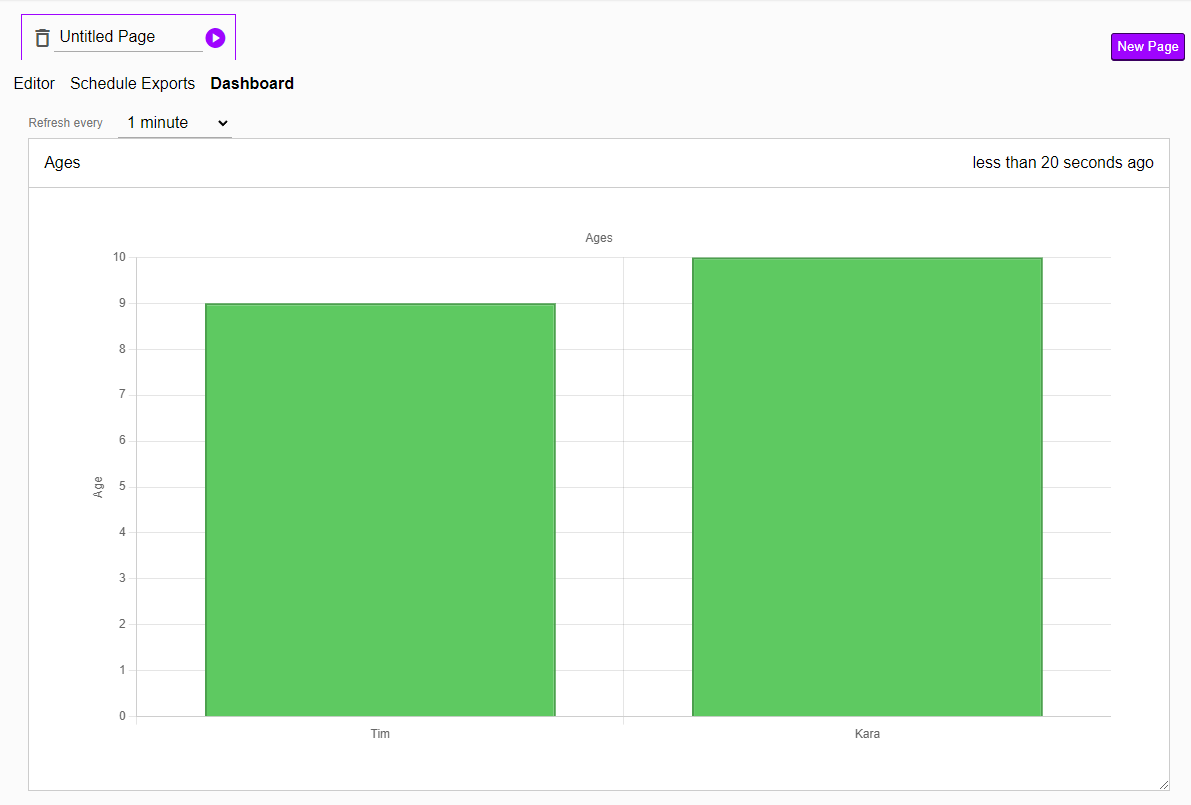 Untitled Page
New Page
Editor Schedule Exports Dashboard
Refresh every 1 minute
Ages less than 20 seconds ago
Ages
10
9
8
7
6
5
4
3
2
1
0
Age
Tim Kara